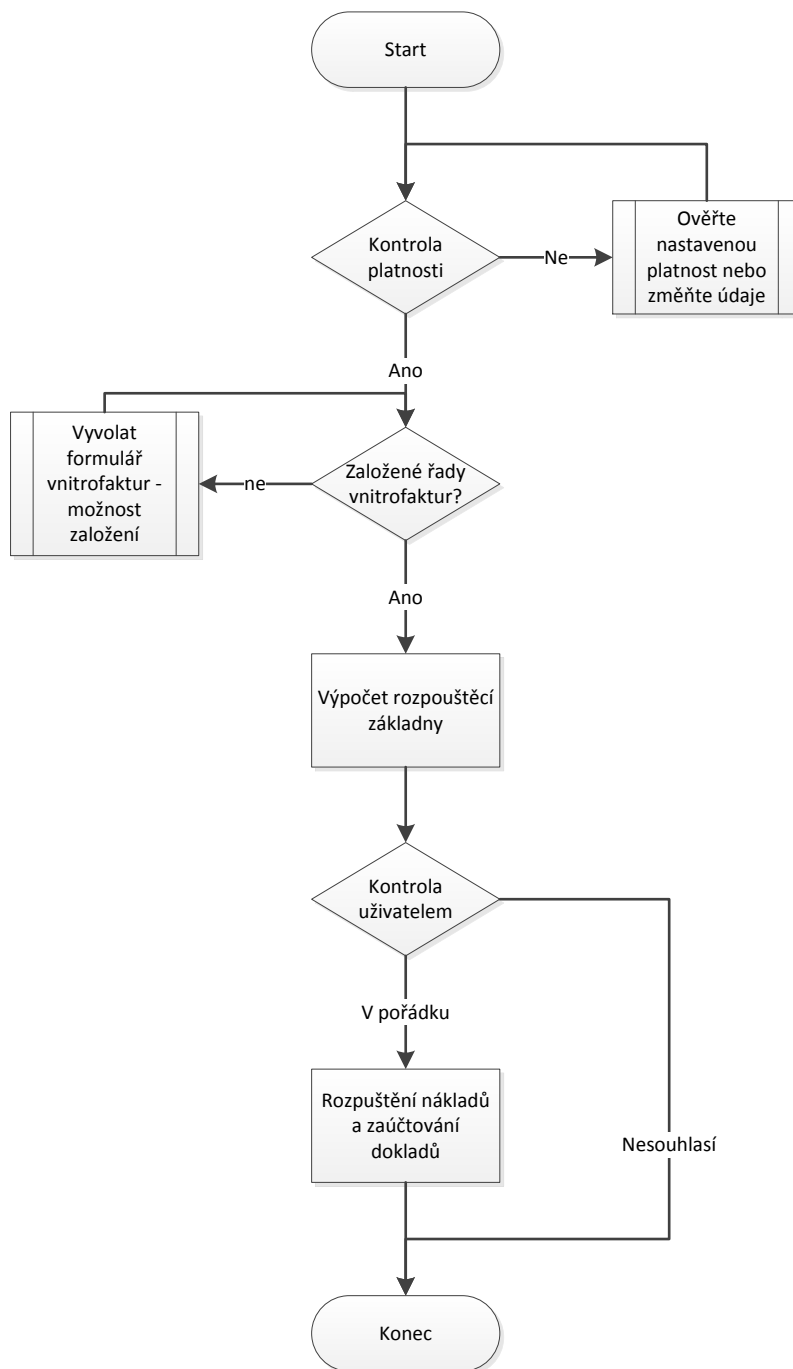 Start
Kontrola
platnosti
Ne
Ověřte
nastavenou
platnost nebo
změňte údaje
Ano
Vyvolat
formulář
vnitrofaktur -
možnost
založení
ne
Založené řady
vnitrofaktur?
Ano
Výpočet rozpouštěcí
základny
Kontrola
uživatelem
V pořádku
Rozpuštění nákladů
a zaúčtování
dokladů
Nesouhlasí
Konec